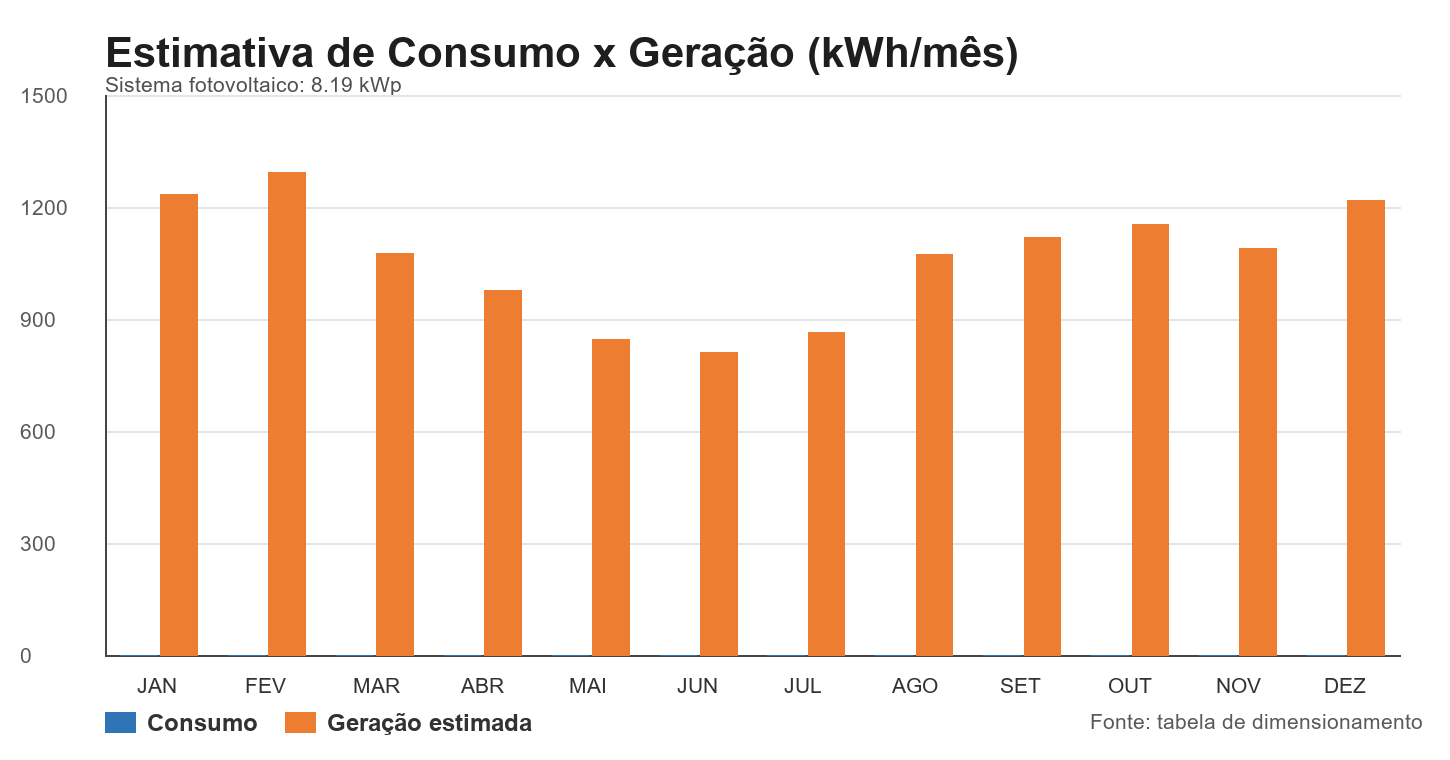 Estimativa de Consumo x Geração (kWh/mês)
Sistema fotovoltaico: 8.19 kWp
1500
1200
900
600
300
0
JAN FEV MAR ABR MAI JUN JUL AGO SET OUT NOV DEZ
Consumo Geração estimada Fonte: tabela de dimensionamento